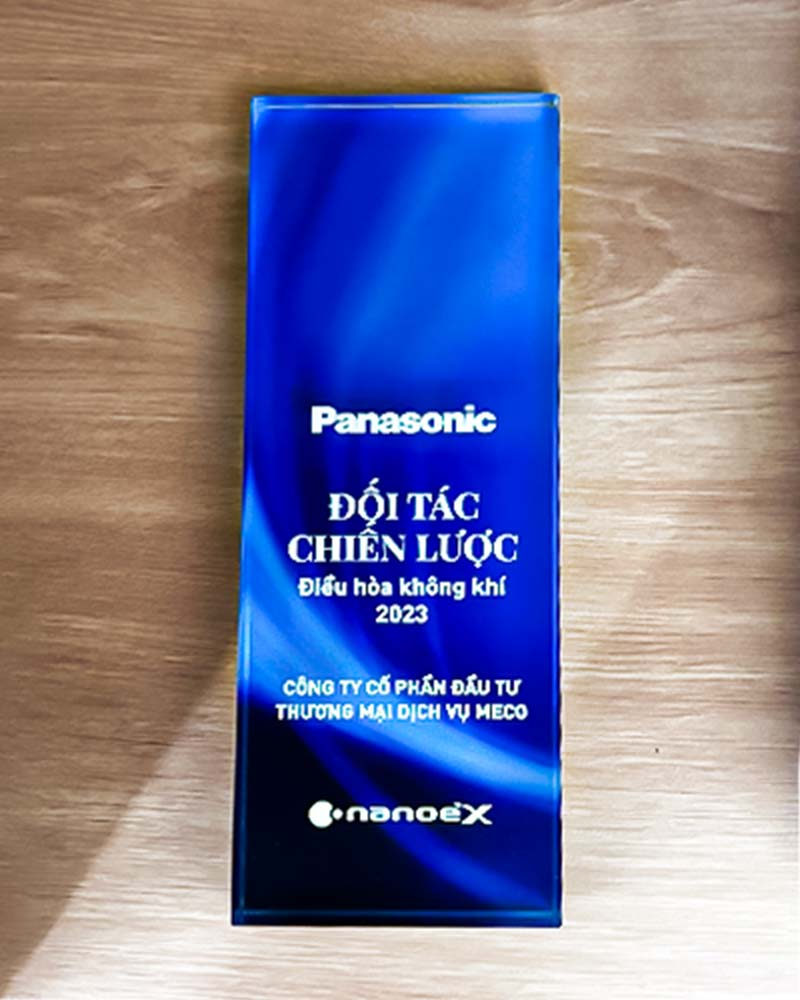 Panasonic
ĐỐI TÁC
CHIẾN LƯỢC
Điều hòa không khí
2023
CÔNG TY CỔ PHẦN ĐẦU TƯ
THƯƠNG MẠI DỊCH VỤ MECO
nanoe X